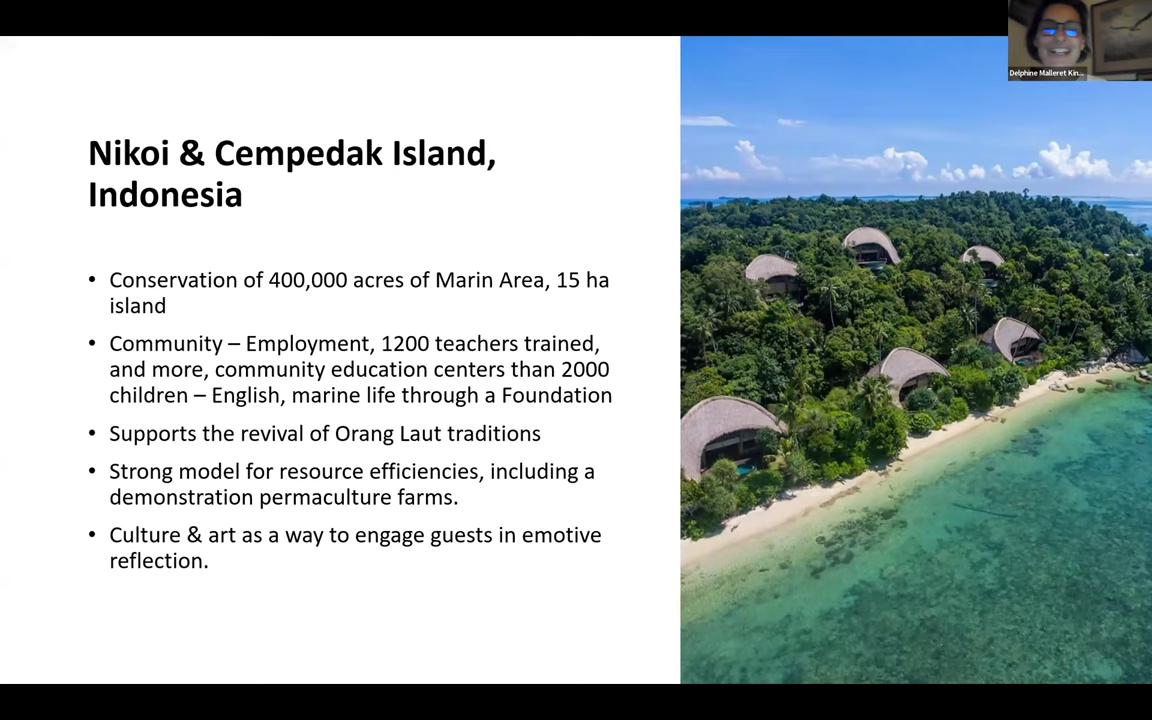 Delphine Malleret Kin...
Nikoi & Cempedak Island,
Indonesia
• Conservation of 400,000 acres of Marin Area, 15 ha
island
• Community – Employment, 1200 teachers trained,
and more, community education centers than 2000
children – English, marine life through a Foundation
• Supports the revival of Orang Laut traditions
• Strong model for resource efficiencies, including a
demonstration permaculture farms.
• Culture & art as a way to engage guests in emotive
reflection.